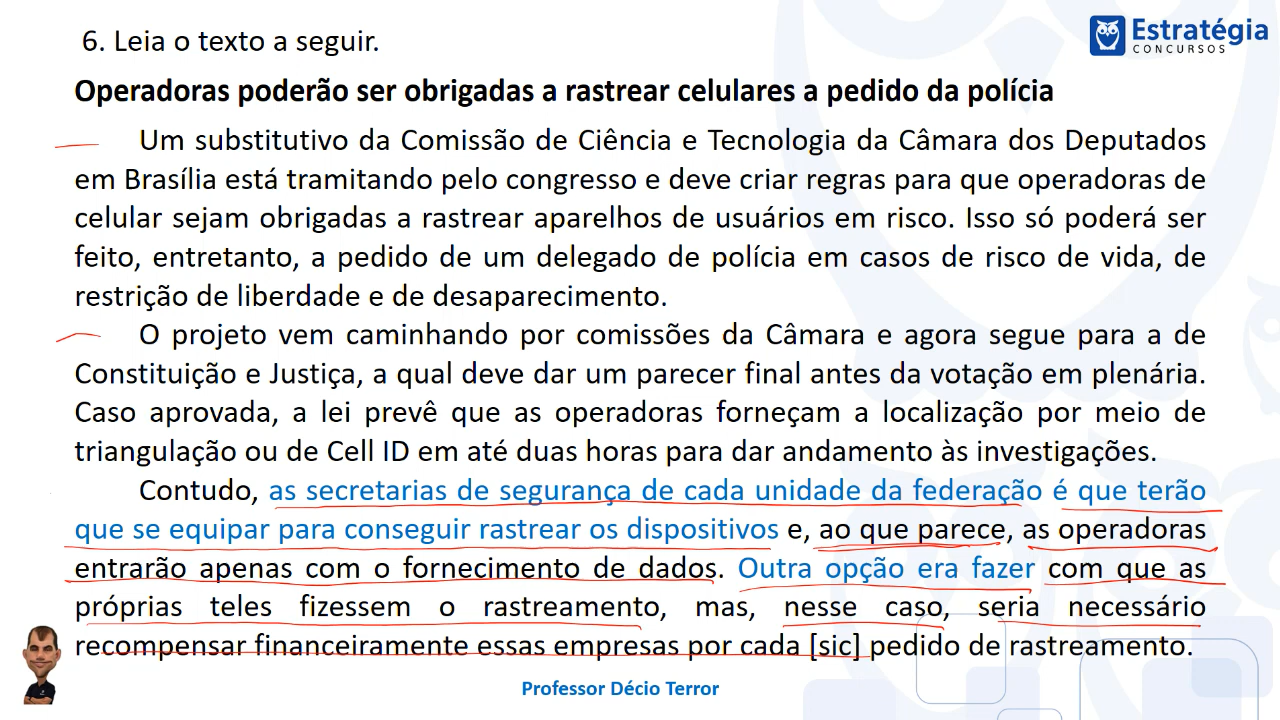 6. Leia o texto a seguir.
Estratégia
CONCURSOS
Operadoras poderão ser obrigadas a rastrear celulares a pedido da polícia
Um substitutivo da Comissão de Ciência e Tecnologia da Câmara dos Deputados
em Brasília está tramitando pelo congresso e deve criar regras para que operadoras de
celular sejam obrigadas a rastrear aparelhos de usuários em risco. Isso só poderá ser
feito, entretanto, a pedido de um delegado de polícia em casos de risco de vida, de
restrição de liberdade e de desaparecimento.
O projeto vem caminhando por comissões da Câmara e agora segue para a de
Constituição e Justiça, a qual deve dar um parecer final antes da votação em plenária.
Caso aprovada, a lei prevê que as operadoras forneçam a localização por meio de
triangulação ou de Cell ID em até duas horas para dar andamento às investigações.
Contudo, as secretarias de segurança de cada unidade da federação é que terão
que se equipar para conseguir rastrear os dispositivos e, ao que parece, as operadoras
entrarão apenas com o fornecimento de dados. Outra opção era fazer com que as
próprias teles fizessem o rastreamento, mas, nesse caso, seria necessário
recompensar financeiramente essas empresas por cada [sic] pedido de rastreamento.
Professor Décio Terror